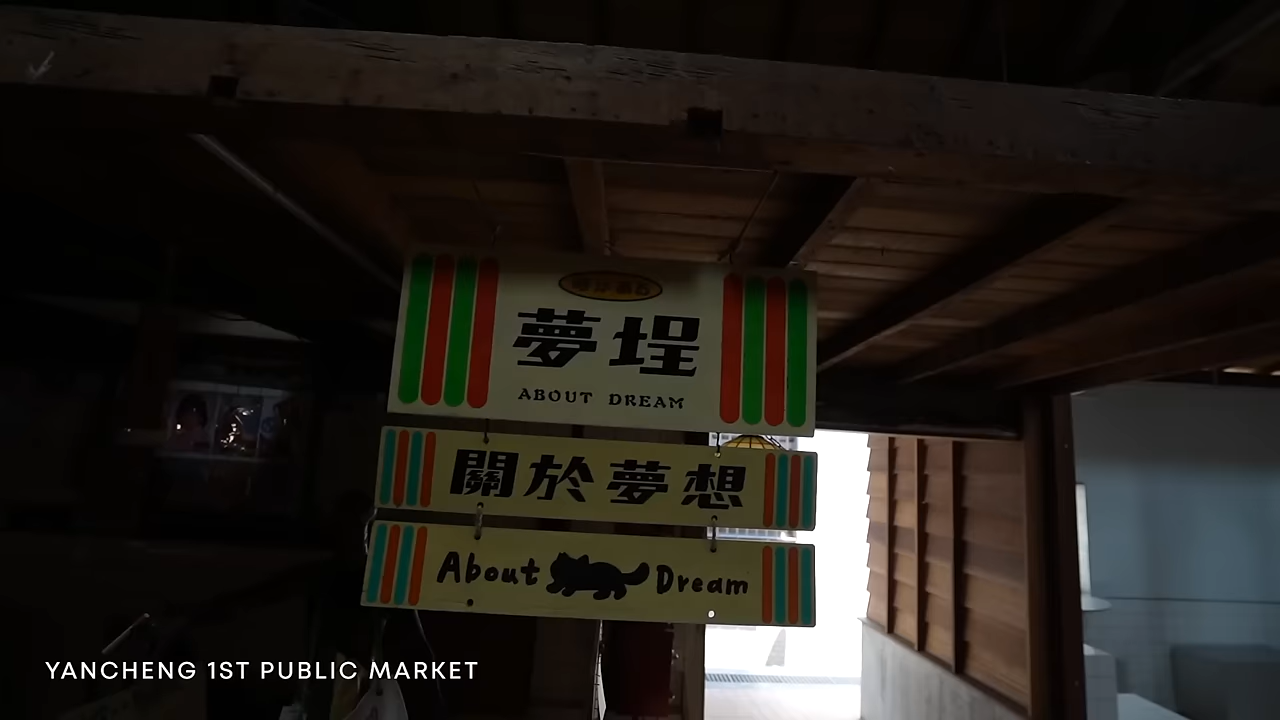 夢埕
ABOUT DREAM
關於夢想
About Dream
YANCHENG 1ST PUBLIC MARKET